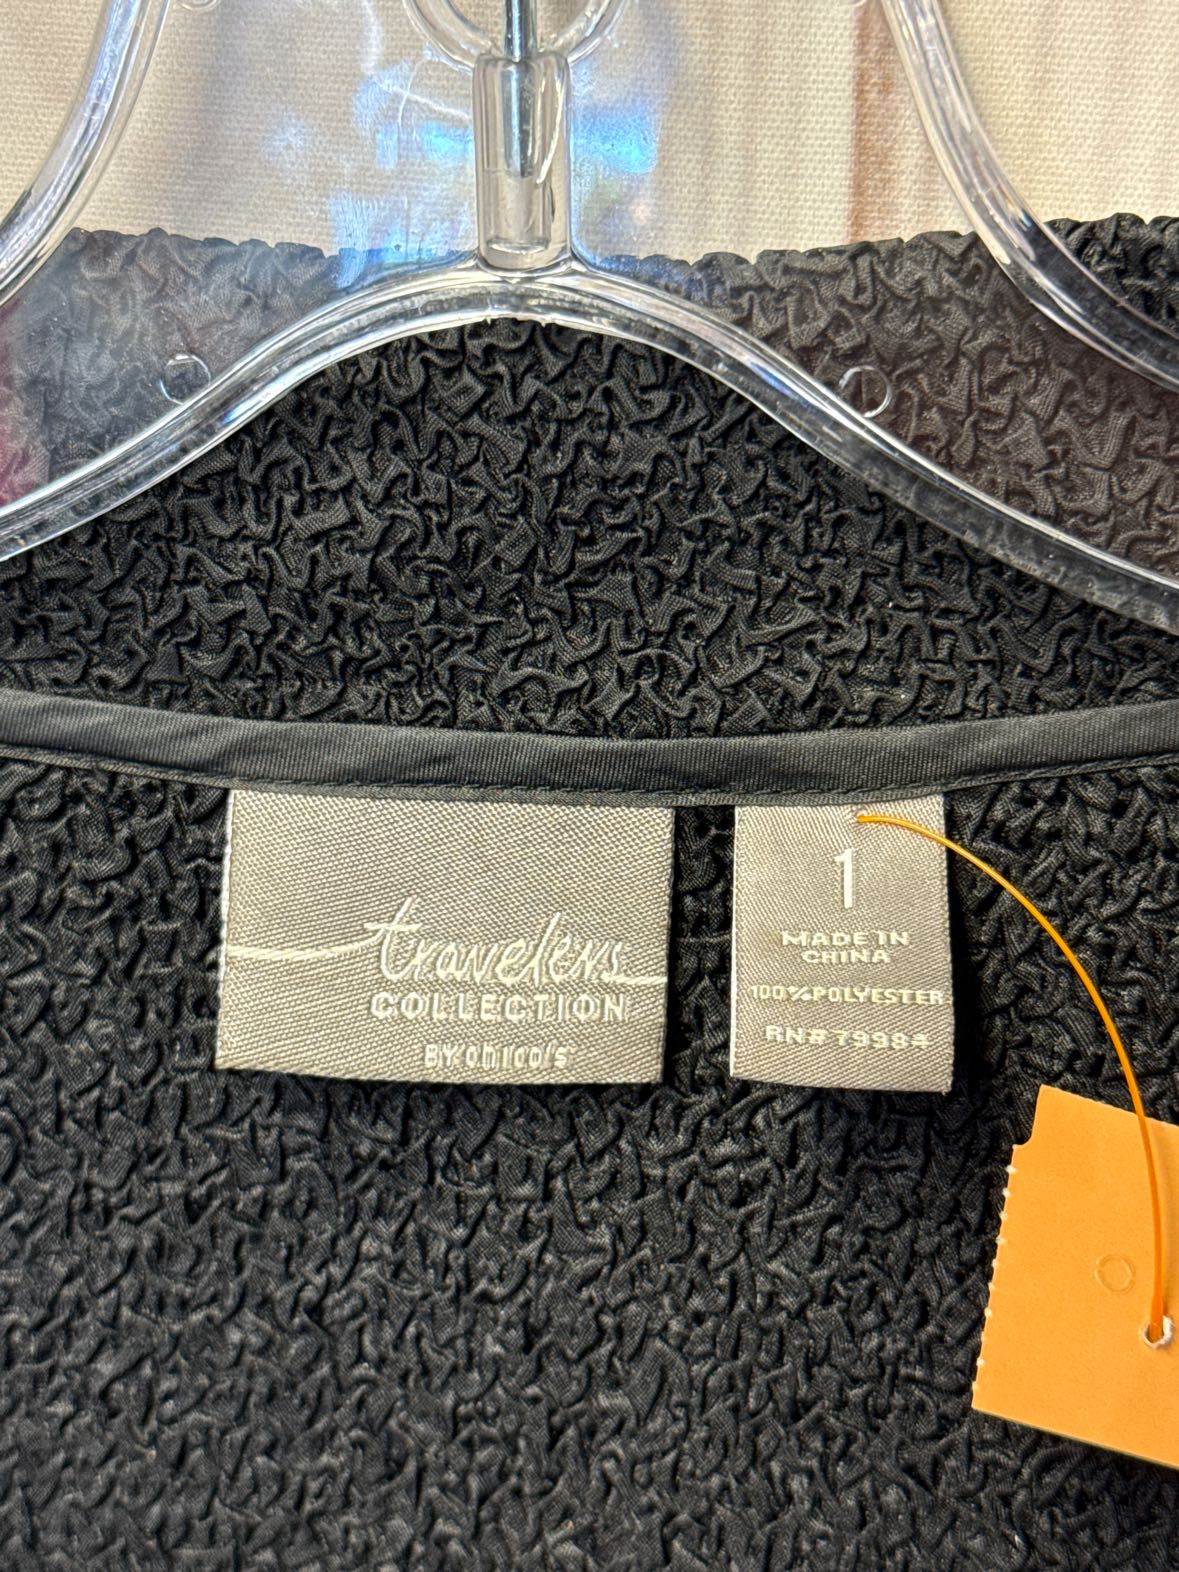 travelers
COLLECTION
BY chico's
1
MADE IN
CHINA
100% POLYESTER
RN# 79984